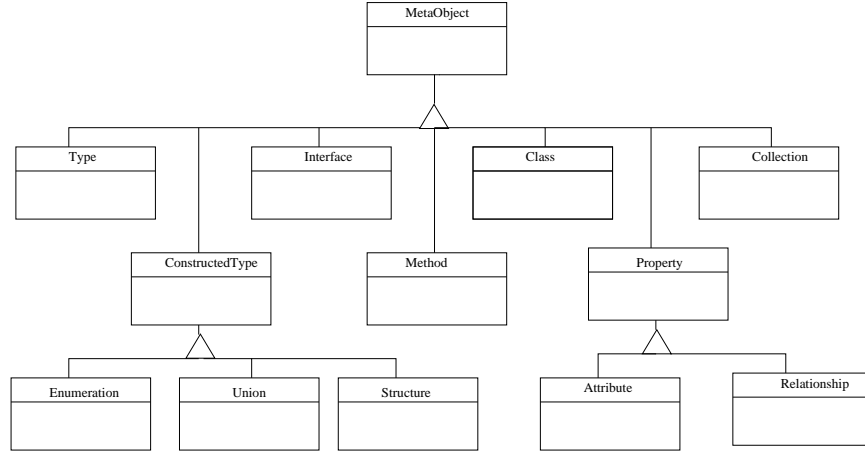 MetaObject
Type
Interface
Class
Collection
ConstructedType
Method
Property
Enumeration
Union
Structure
Attribute
Relationship